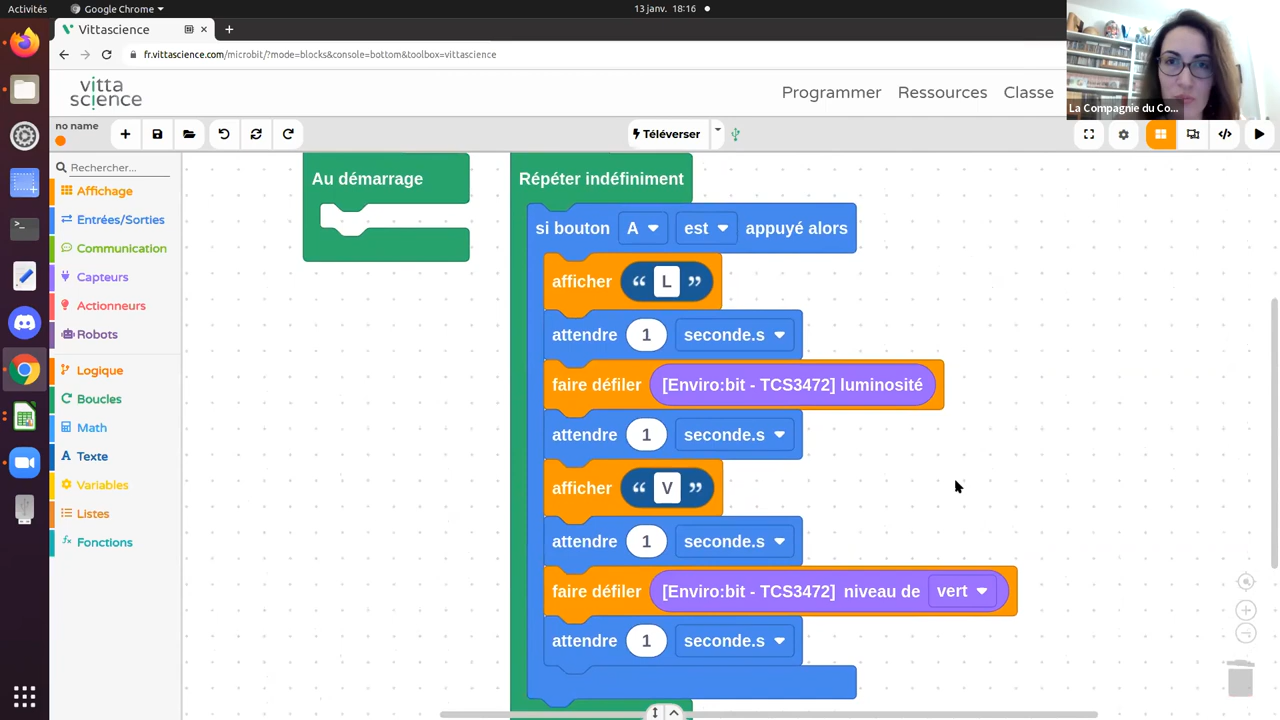 Activités
Google Chrome
13 janv. 18:16
Vittascience
fr.vittascience.com/microbit/?mode=blocks&console=bottom&toolbox=vittascience
vitta
science
Programmer
Ressources
Classe
La Compagnie du Co...
no name
Téléverser
Rechercher...
Affichage
Entrées/Sorties
Communication
Capteurs
Actionneurs
Robots
Logique
Boucles
Math
Texte
Variables
Listes
Fonctions
Au démarrage
Répéter indéfiniment
si bouton A est appuyé alors
afficher “ L ”
attendre 1 seconde.s
faire défiler [Enviro:bit - TCS3472] luminosité
attendre 1 seconde.s
afficher “ V ”
attendre 1 seconde.s
faire défiler [Enviro:bit - TCS3472] niveau de vert
attendre 1 seconde.s